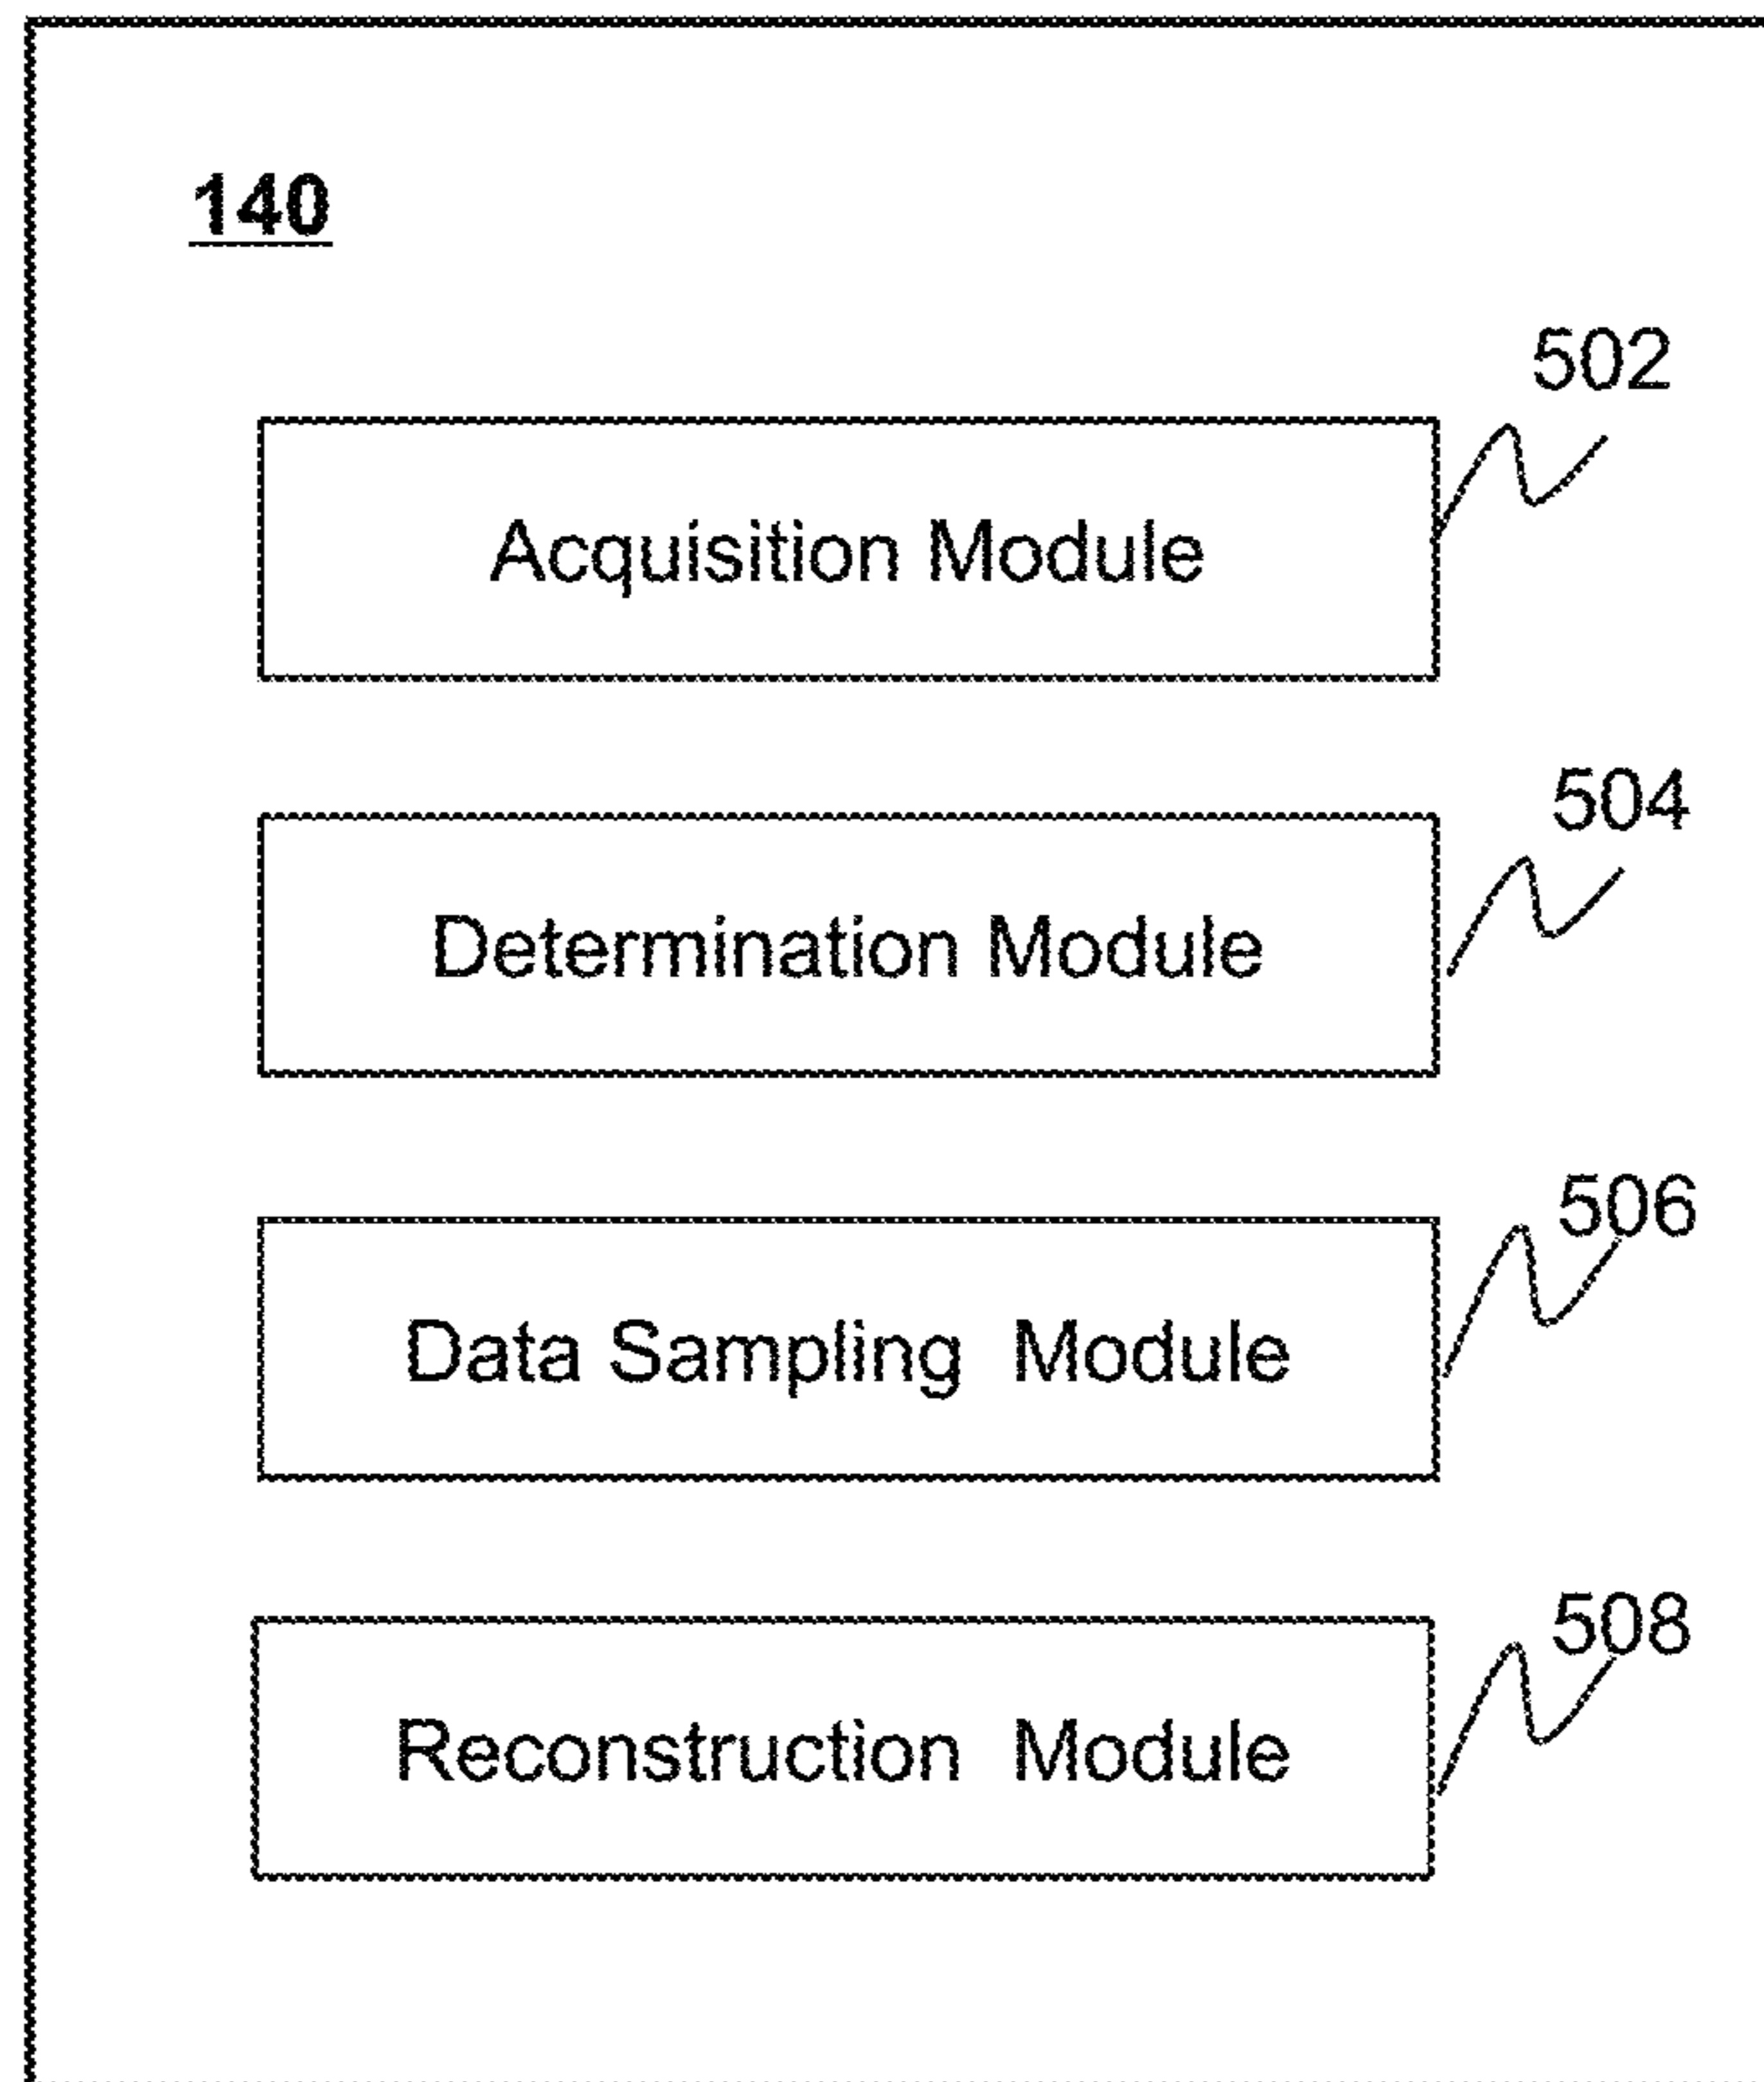 140
502
Acquisition Module
504
Determination Module
506
Data Sampling Module
508
Reconstruction Module